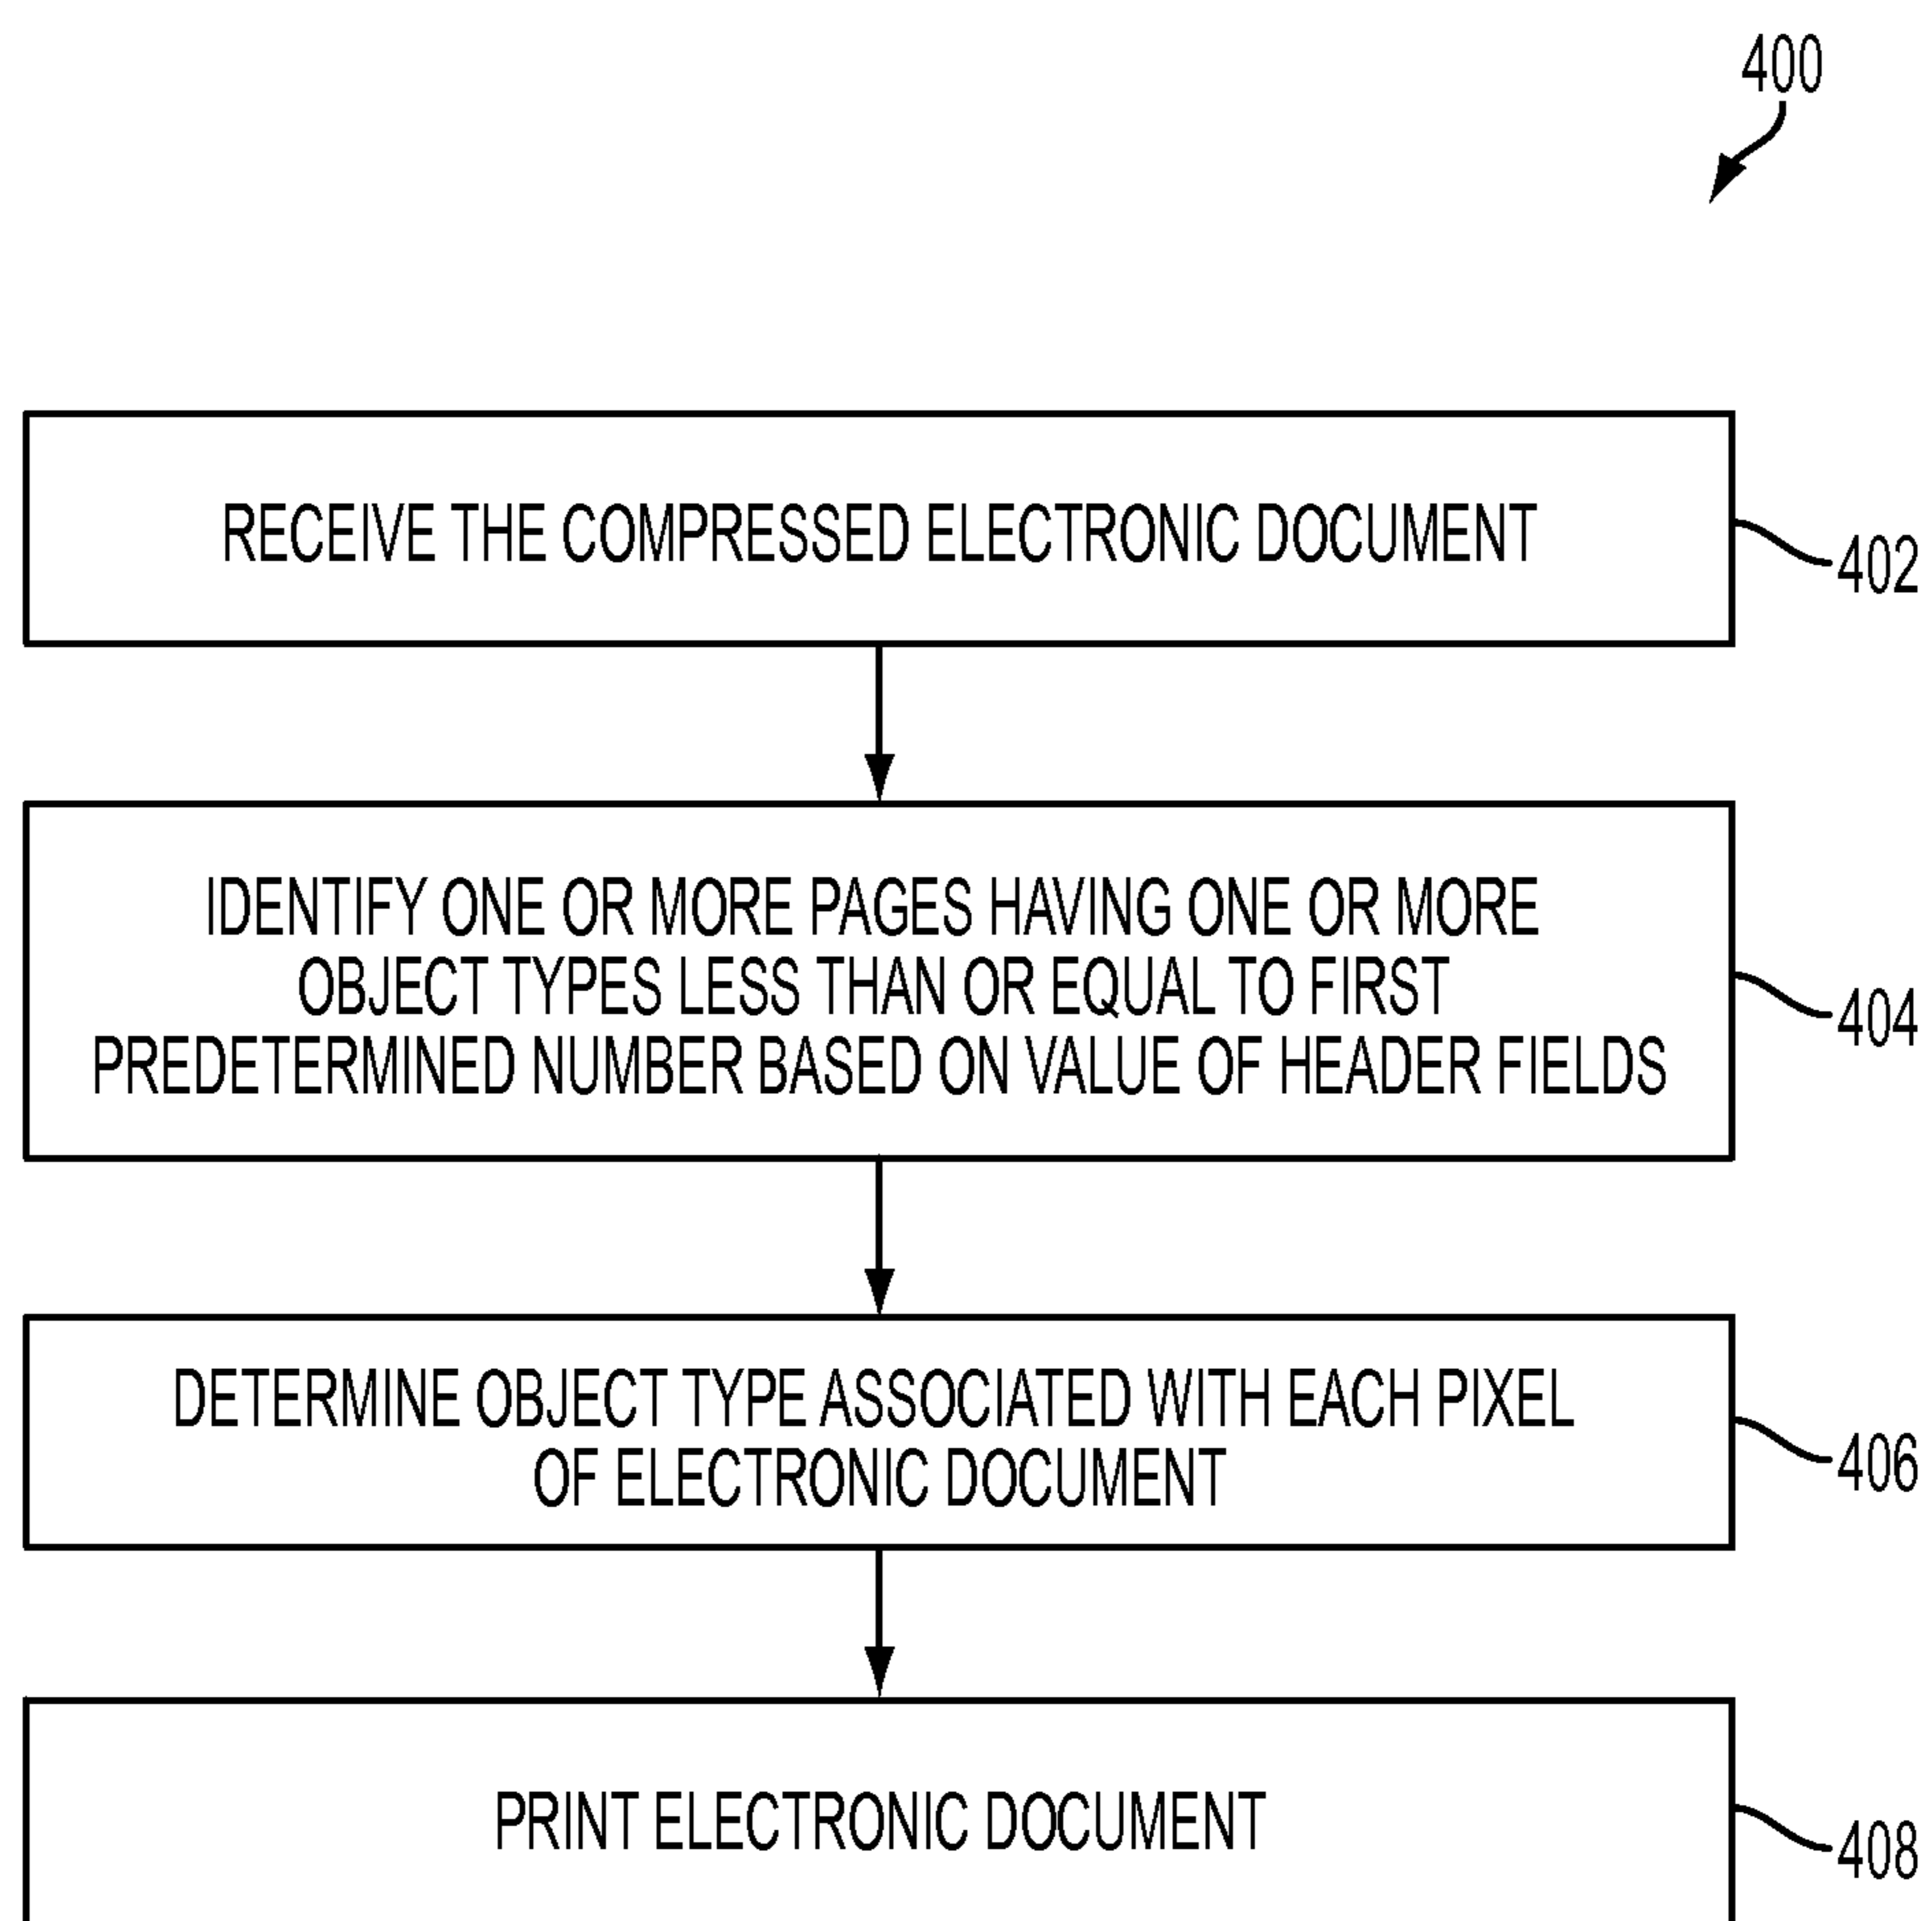 400
RECEIVE THE COMPRESSED ELECTRONIC DOCUMENT
402
IDENTIFY ONE OR MORE PAGES HAVING ONE OR MORE
OBJECT TYPES LESS THAN OR EQUAL TO FIRST
PREDETERMINED NUMBER BASED ON VALUE OF HEADER FIELDS
404
DETERMINE OBJECT TYPE ASSOCIATED WITH EACH PIXEL
OF ELECTRONIC DOCUMENT
406
PRINT ELECTRONIC DOCUMENT
408